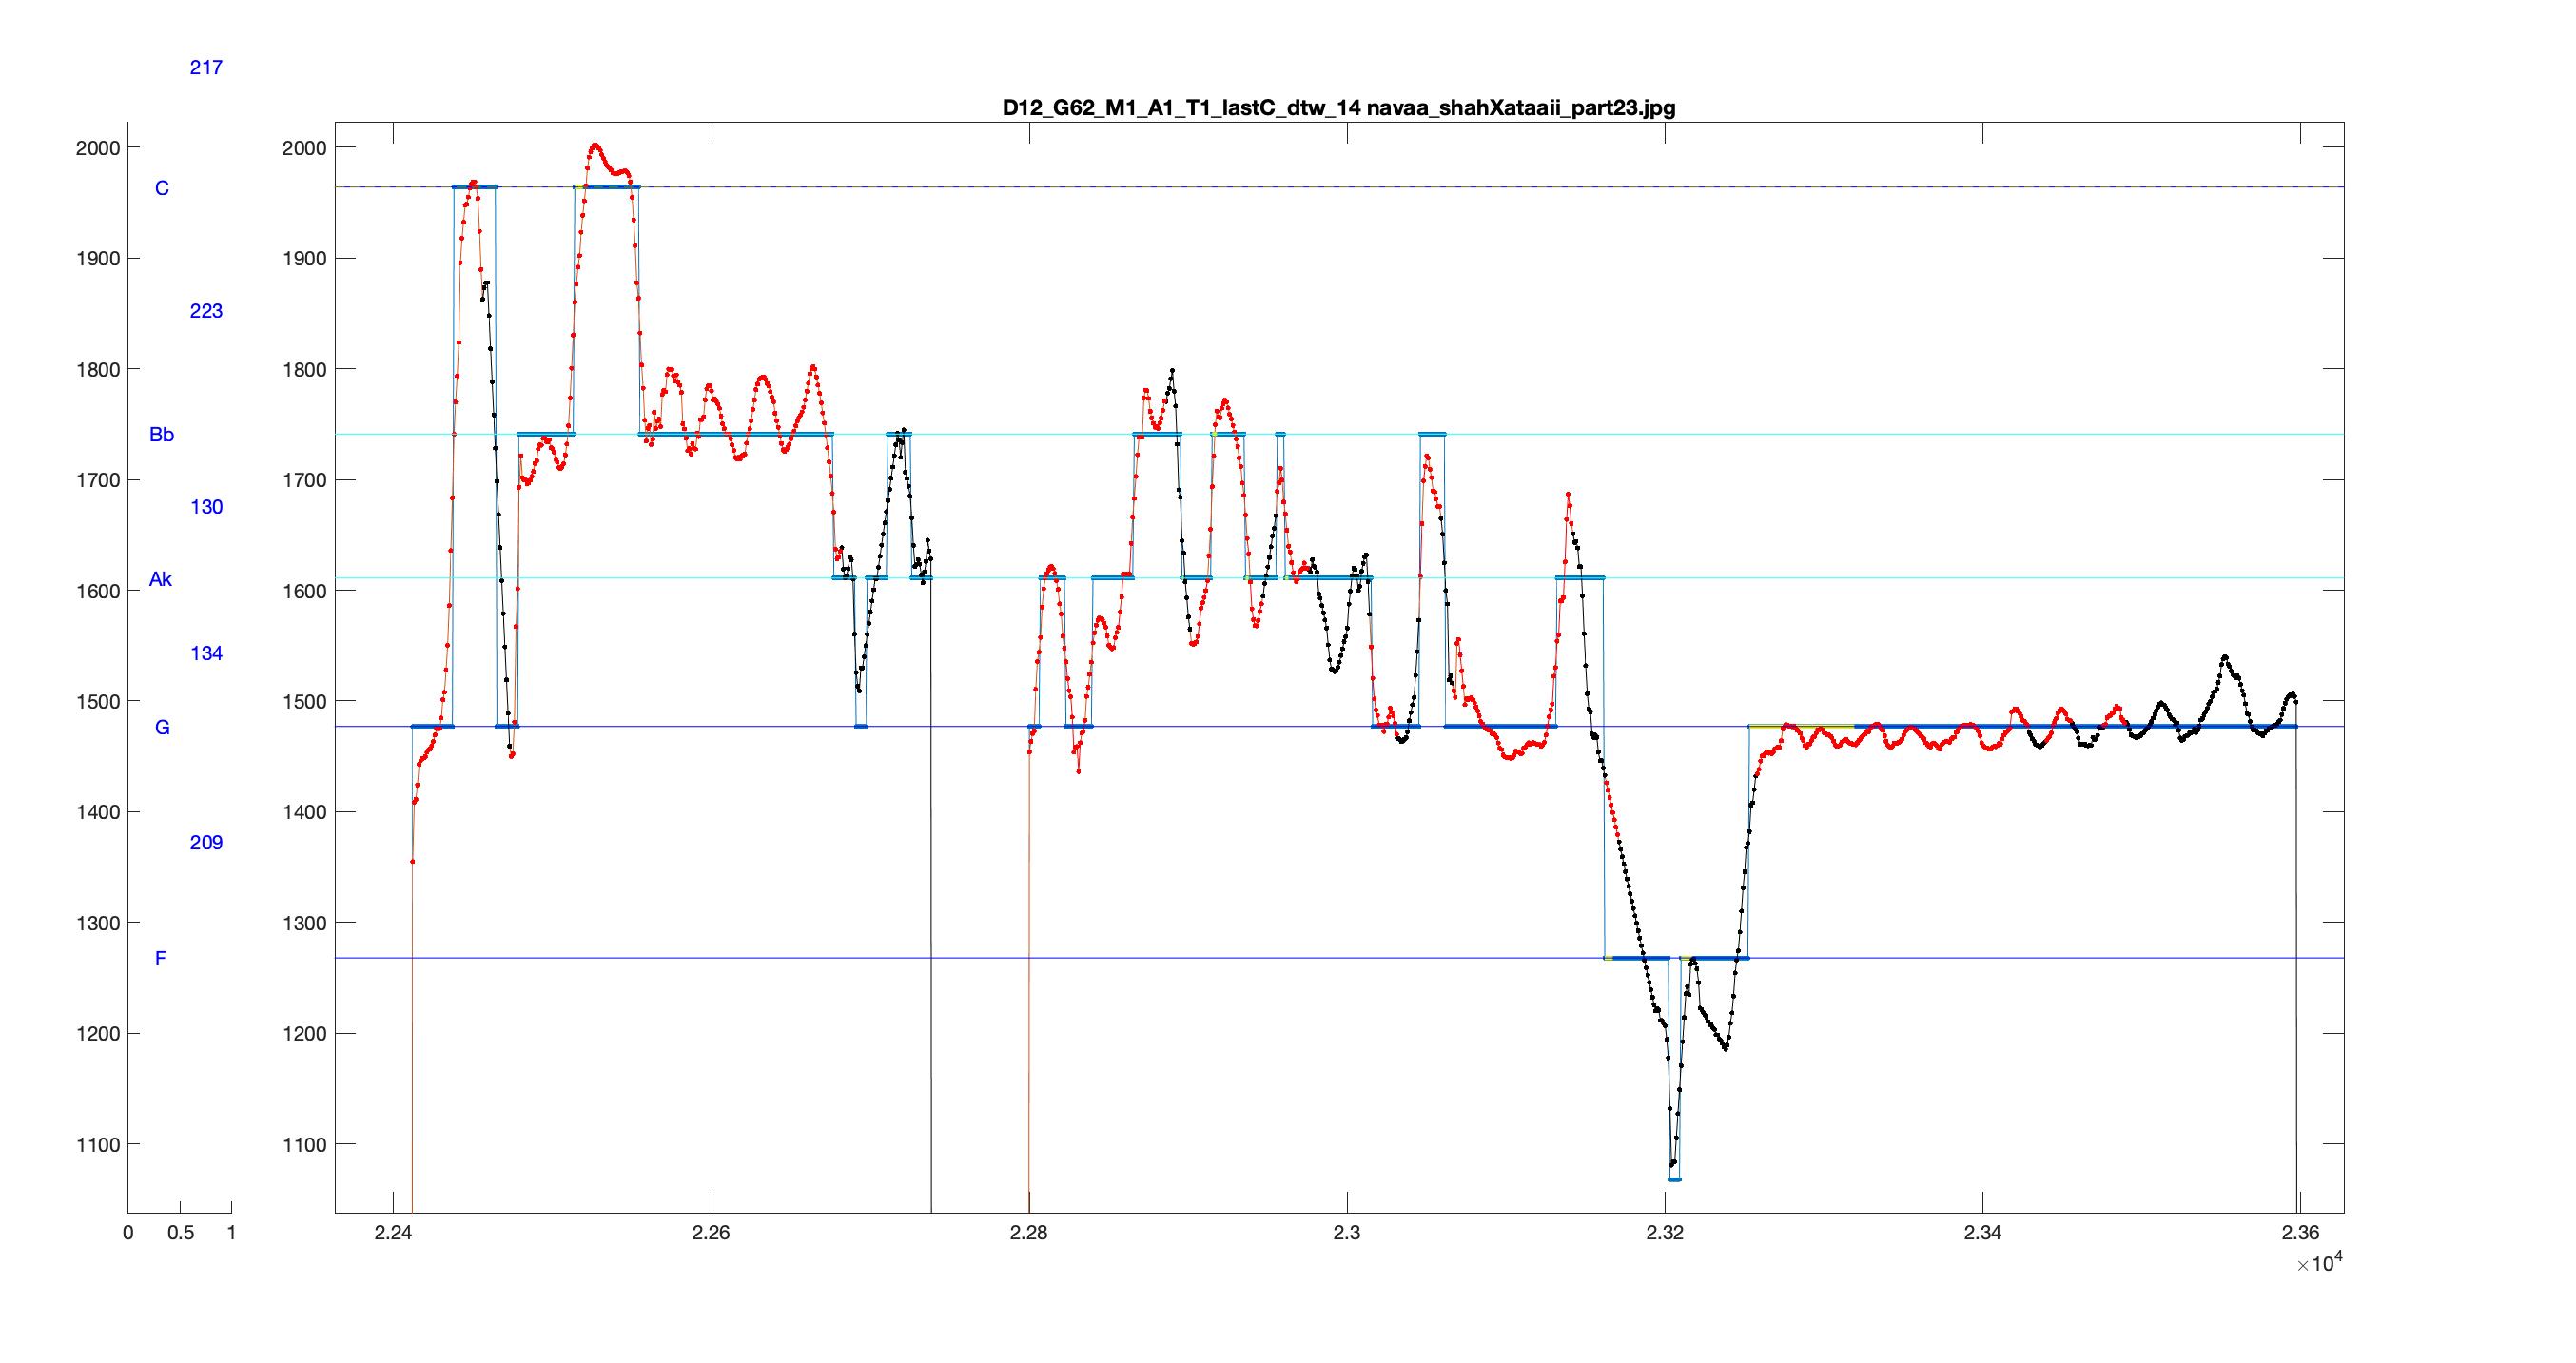 217
D12_G62_M1_A1_T1_lastC_dtw_14 navaa_shahXataaii_part23.jpg
2000 2000
C
1900 1900
223
1800 1800
Bb
1700 1700
130
1600 1600
Ak
134
1500 1500
G
1400 1400
209
1300 1300
F
1200 1200
1100 1100
0 0.5 1 2.24 2.26 2.28 2.3 2.32 2.34 2.36
×10^4